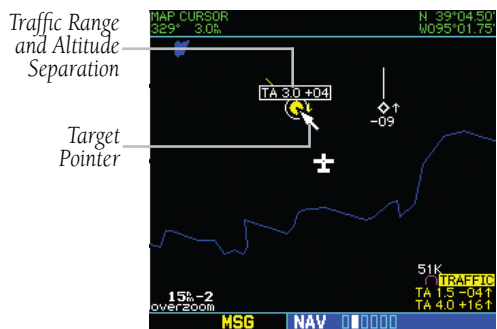 Traffic Range
and Altitude
Separation
Target
Pointer
MAP CURSOR
329° 3.0nm
N 39°04.50'
W095°01.75'
TA 3.0 +04
-09
51K
TRAFFIC
TA 1.5 -04↑
TA 4.0 +16↑
15nm-2
overzoom
MSG
NAV